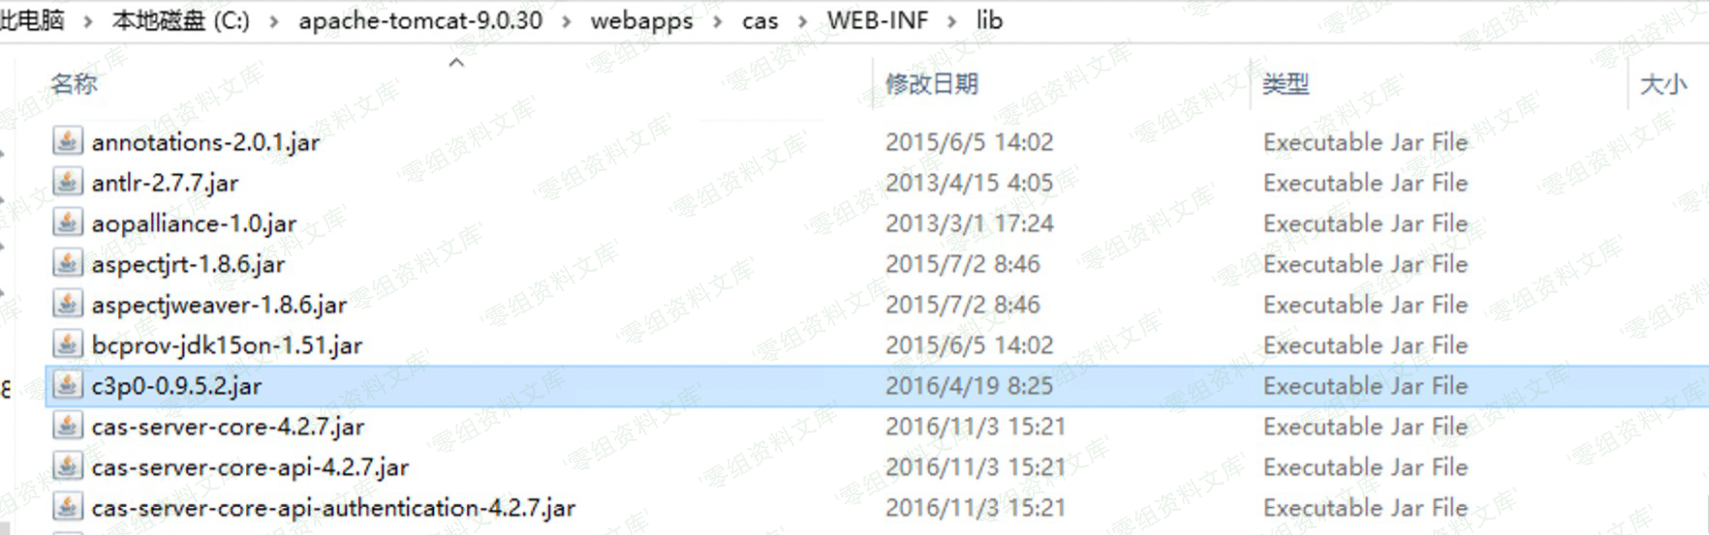 此电脑 › 本地磁盘 (C:) › apache-tomcat-9.0.30 › webapps › cas › WEB-INF › lib
名称 修改日期 类型 大小
annotations-2.0.1.jar 2015/6/5 14:02 Executable Jar File
antlr-2.7.7.jar 2013/4/15 4:05 Executable Jar File
aopalliance-1.0.jar 2013/3/1 17:24 Executable Jar File
aspectjrt-1.8.6.jar 2015/7/2 8:46 Executable Jar File
aspectjweaver-1.8.6.jar 2015/7/2 8:46 Executable Jar File
bcprov-jdk15on-1.51.jar 2015/6/5 14:02 Executable Jar File
c3p0-0.9.5.2.jar 2016/4/19 8:25 Executable Jar File
cas-server-core-4.2.7.jar 2016/11/3 15:21 Executable Jar File
cas-server-core-api-4.2.7.jar 2016/11/3 15:21 Executable Jar File
cas-server-core-api-authentication-4.2.7.jar 2016/11/3 15:21 Executable Jar File
'零组资料文库'